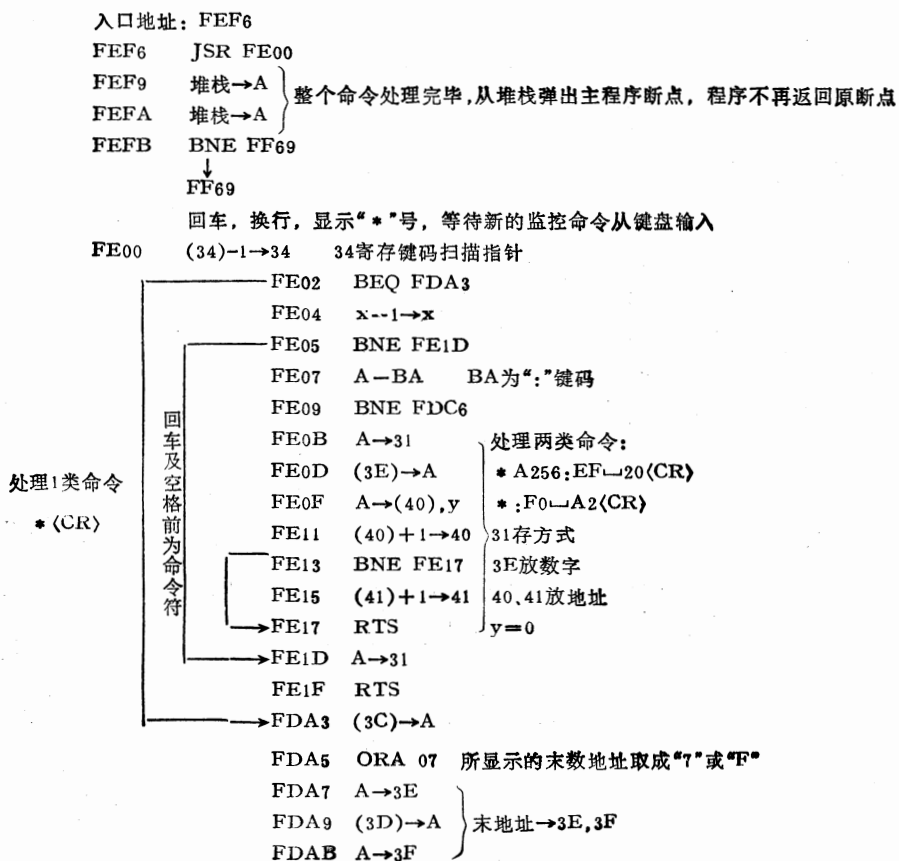 入口地址: FEF6
FEF6 JSR FE00
FEF9 堆栈→A
FEFA 堆栈→A
整个命令处理完毕,从堆栈弹出主程序断点，程序不再返回原断点
FEFB BNE FF69
↓
FF69
回车，换行，显示“*”号，等待新的监控命令从键盘输入
FE00 (34)-1→34 34寄存键码扫描指针
FE02 BEQ FDA3
FE04 x--1→x
FE05 BNE FE1D
FE07 A-BA BA为“:”键码
FE09 BNE FDC6
FE0B A→31 处理两类命令:
FE0D (3E)→A * A256:EF⌴20〈CR〉
FE0F A→(40),y * :F0⌴A2〈CR〉
FE11 (40)+1→40 31存方式
FE13 BNE FE17 3E放数字
FE15 (41)+1→41 40、41放地址
FE17 RTS y=0
FE1D A→31
FE1F RTS
FDA3 (3C)→A
回车及空格前为命令符
处理1类命令
* 〈CR〉
FDA5 ORA 07 所显示的末数地址取成“7”或“F”
FDA7 A→3E
FDA9 (3D)→A 末地址→3E,3F
FDAB A→3F